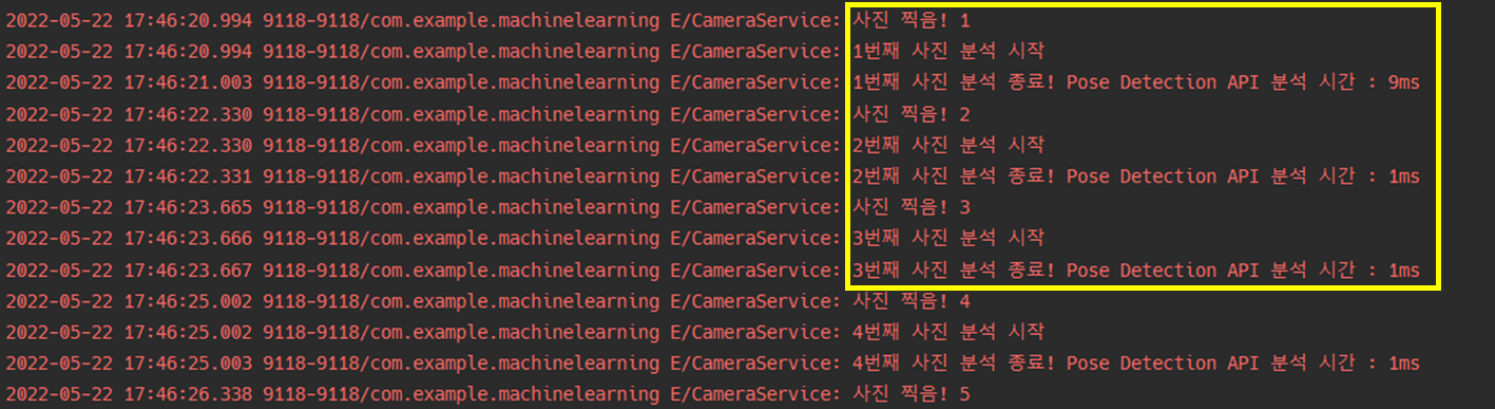 2022-05-22 17:46:20.994 9118-9118/com.example.machinelearning E/CameraService: 사진 찍음! 1
2022-05-22 17:46:20.994 9118-9118/com.example.machinelearning E/CameraService: 1번째 사진 분석 시작
2022-05-22 17:46:21.003 9118-9118/com.example.machinelearning E/CameraService: 1번째 사진 분석 종료! Pose Detection API 분석 시간 : 9ms
2022-05-22 17:46:22.330 9118-9118/com.example.machinelearning E/CameraService: 사진 찍음! 2
2022-05-22 17:46:22.330 9118-9118/com.example.machinelearning E/CameraService: 2번째 사진 분석 시작
2022-05-22 17:46:22.331 9118-9118/com.example.machinelearning E/CameraService: 2번째 사진 분석 종료! Pose Detection API 분석 시간 : 1ms
2022-05-22 17:46:23.665 9118-9118/com.example.machinelearning E/CameraService: 사진 찍음! 3
2022-05-22 17:46:23.666 9118-9118/com.example.machinelearning E/CameraService: 3번째 사진 분석 시작
2022-05-22 17:46:23.667 9118-9118/com.example.machinelearning E/CameraService: 3번째 사진 분석 종료! Pose Detection API 분석 시간 : 1ms
2022-05-22 17:46:25.002 9118-9118/com.example.machinelearning E/CameraService: 사진 찍음! 4
2022-05-22 17:46:25.002 9118-9118/com.example.machinelearning E/CameraService: 4번째 사진 분석 시작
2022-05-22 17:46:25.003 9118-9118/com.example.machinelearning E/CameraService: 4번째 사진 분석 종료! Pose Detection API 분석 시간 : 1ms
2022-05-22 17:46:26.338 9118-9118/com.example.machinelearning E/CameraService: 사진 찍음! 5